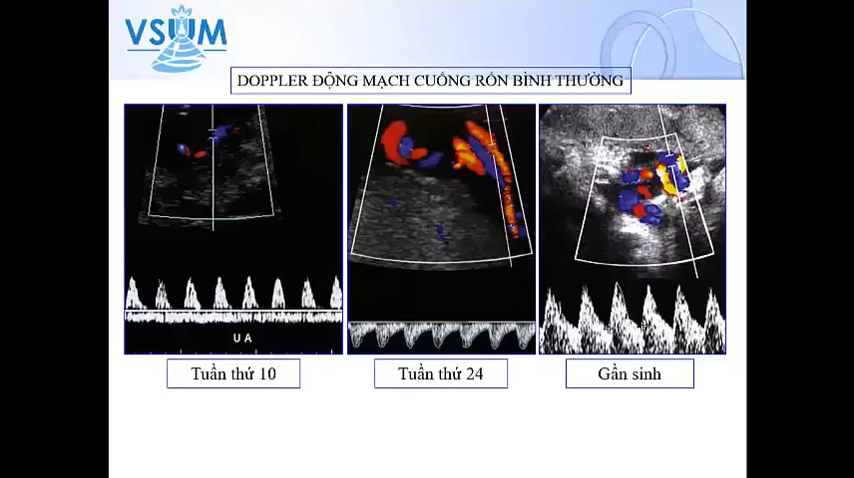 VSUM
DOPPLER ĐỘNG MẠCH CUỐNG RỐN BÌNH THƯỜNG
UA
Tuần thứ 10
Tuần thứ 24
Gần sinh